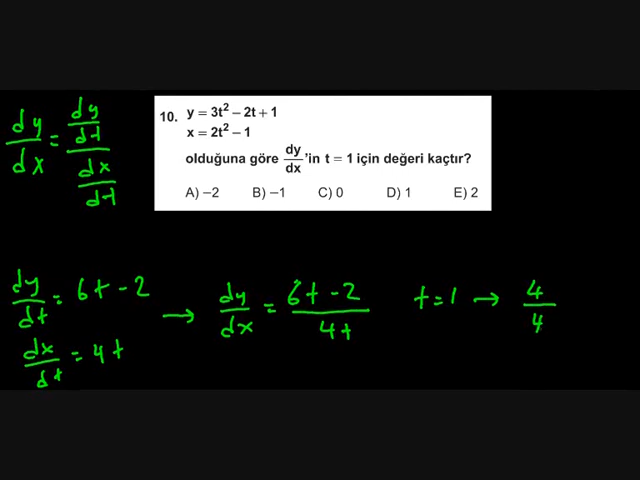 dy/dx = (dy/dt)/(dx/dt)
10. y = 3t² – 2t + 1
x = 2t² – 1
olduğuna göre dy/dx 'in t = 1 için değeri kaçtır?
A) –2 B) –1 C) 0 D) 1 E) 2
dy/dt = 6t - 2
dx/dt = 4t
→ dy/dx = (6t - 2)/4t t=1 → 4/4